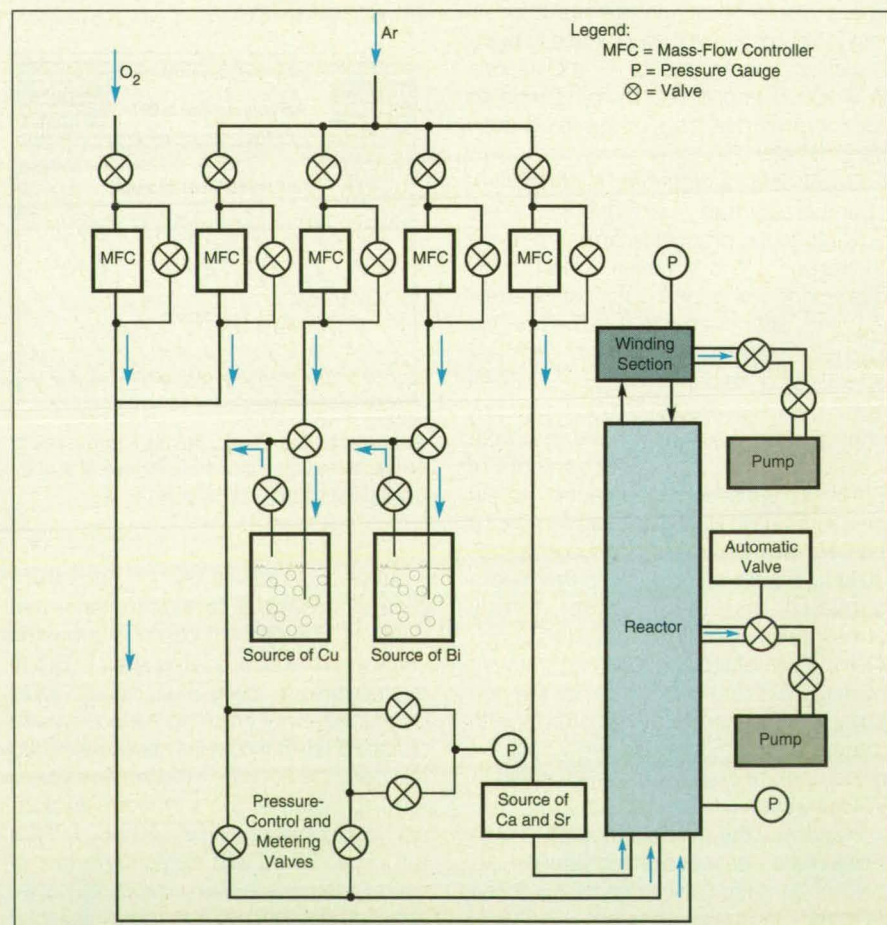 Legend:
MFC = Mass-Flow Controller
P = Pressure Gauge
= Valve
Ar
O2
MFC
MFC
MFC
MFC
MFC
P
Winding
Section
Pump
Automatic
Valve
Reactor
Source of Cu
Source of Bi
Pump
P
Pressure-
Control and
Metering
Valves
Source of
Ca and Sr
P